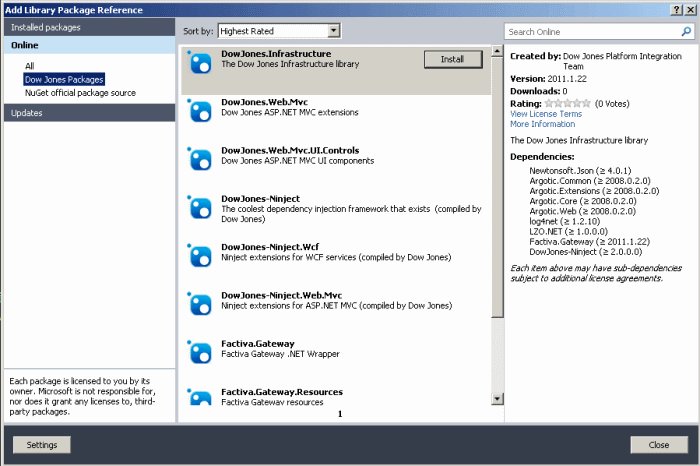 Add Library Package Reference
Installed packages
Online
All
Dow Jones Packages
NuGet official package source
Updates
Each package is licensed to you by its
owner. Microsoft is not responsible for,
nor does it grant any licenses to, third-
party packages.
Settings
Sort by: Highest Rated
DowJones.Infrastructure
The Dow Jones Infrastructure library
Install
DowJones.Web.Mvc
Dow Jones ASP.NET MVC extensions
DowJones.Web.Mvc.UI.Controls
Dow Jones ASP.NET MVC UI components
DowJones-Ninject
The coolest dependency injection framework that exists (compiled by
Dow Jones)
DowJones-Ninject.Wcf
Ninject extensions for WCF services (compiled by Dow Jones)
DowJones-Ninject.Web.Mvc
Ninject extensions for ASP.NET MVC (compiled by Dow Jones)
Factiva.Gateway
Factiva Gateway .NET Wrapper
Factiva.Gateway.Resources
Factiva Gateway resources
1
Search Online
Created by: Dow Jones Platform Integration
Team
Version: 2011.1.22
Downloads: 0
Rating: (0 Votes)
View License Terms
More Information
The Dow Jones Infrastructure library
Dependencies:
Newtonsoft.Json (≥ 4.0.1)
Argotic.Common (≥ 2008.0.2.0)
Argotic.Extensions (≥ 2008.0.2.0)
Argotic.Core (≥ 2008.0.2.0)
Argotic.Web (≥ 2008.0.2.0)
log4net (≥ 1.2.10)
LZO.NET (≥ 1.0.0.0)
Factiva.Gateway (≥ 2011.1.22)
DowJones-Ninject (≥ 2.0.0.0)
Each item above may have sub-dependencies
subject to additional license agreements.
Close